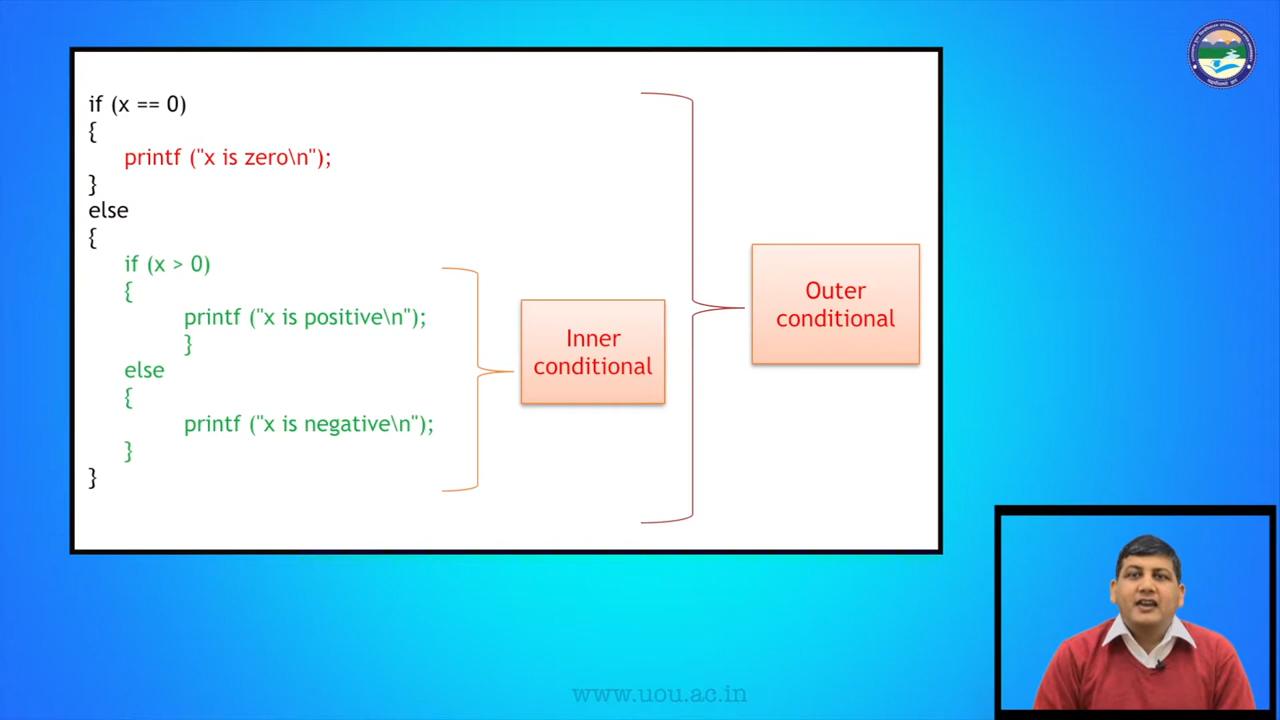 if (x == 0)
{
printf ("x is zero\n");
}
else
{
if (x > 0)
{
printf ("x is positive\n");
}
else
{
printf ("x is negative\n");
}
}
Inner
conditional
Outer
conditional
www.uou.ac.in